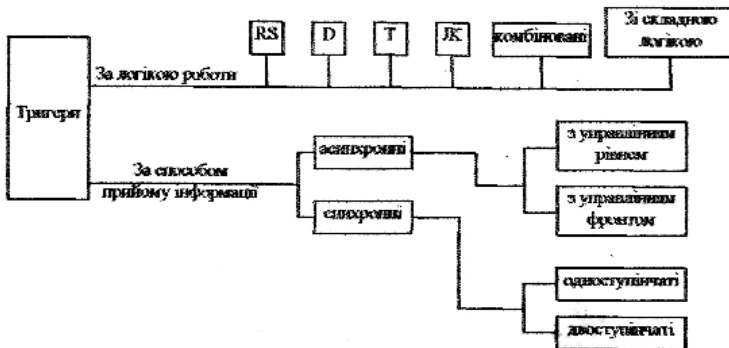 RS
D
T
JK
комбіновані
Зі складною
логікою
За логікою роботи
Тригери
За способом
прийому інформації
асинхронні
синхронні
з управлінням
рівнем
з управлінням
фронтом
одноступінчаті
двоступінчаті